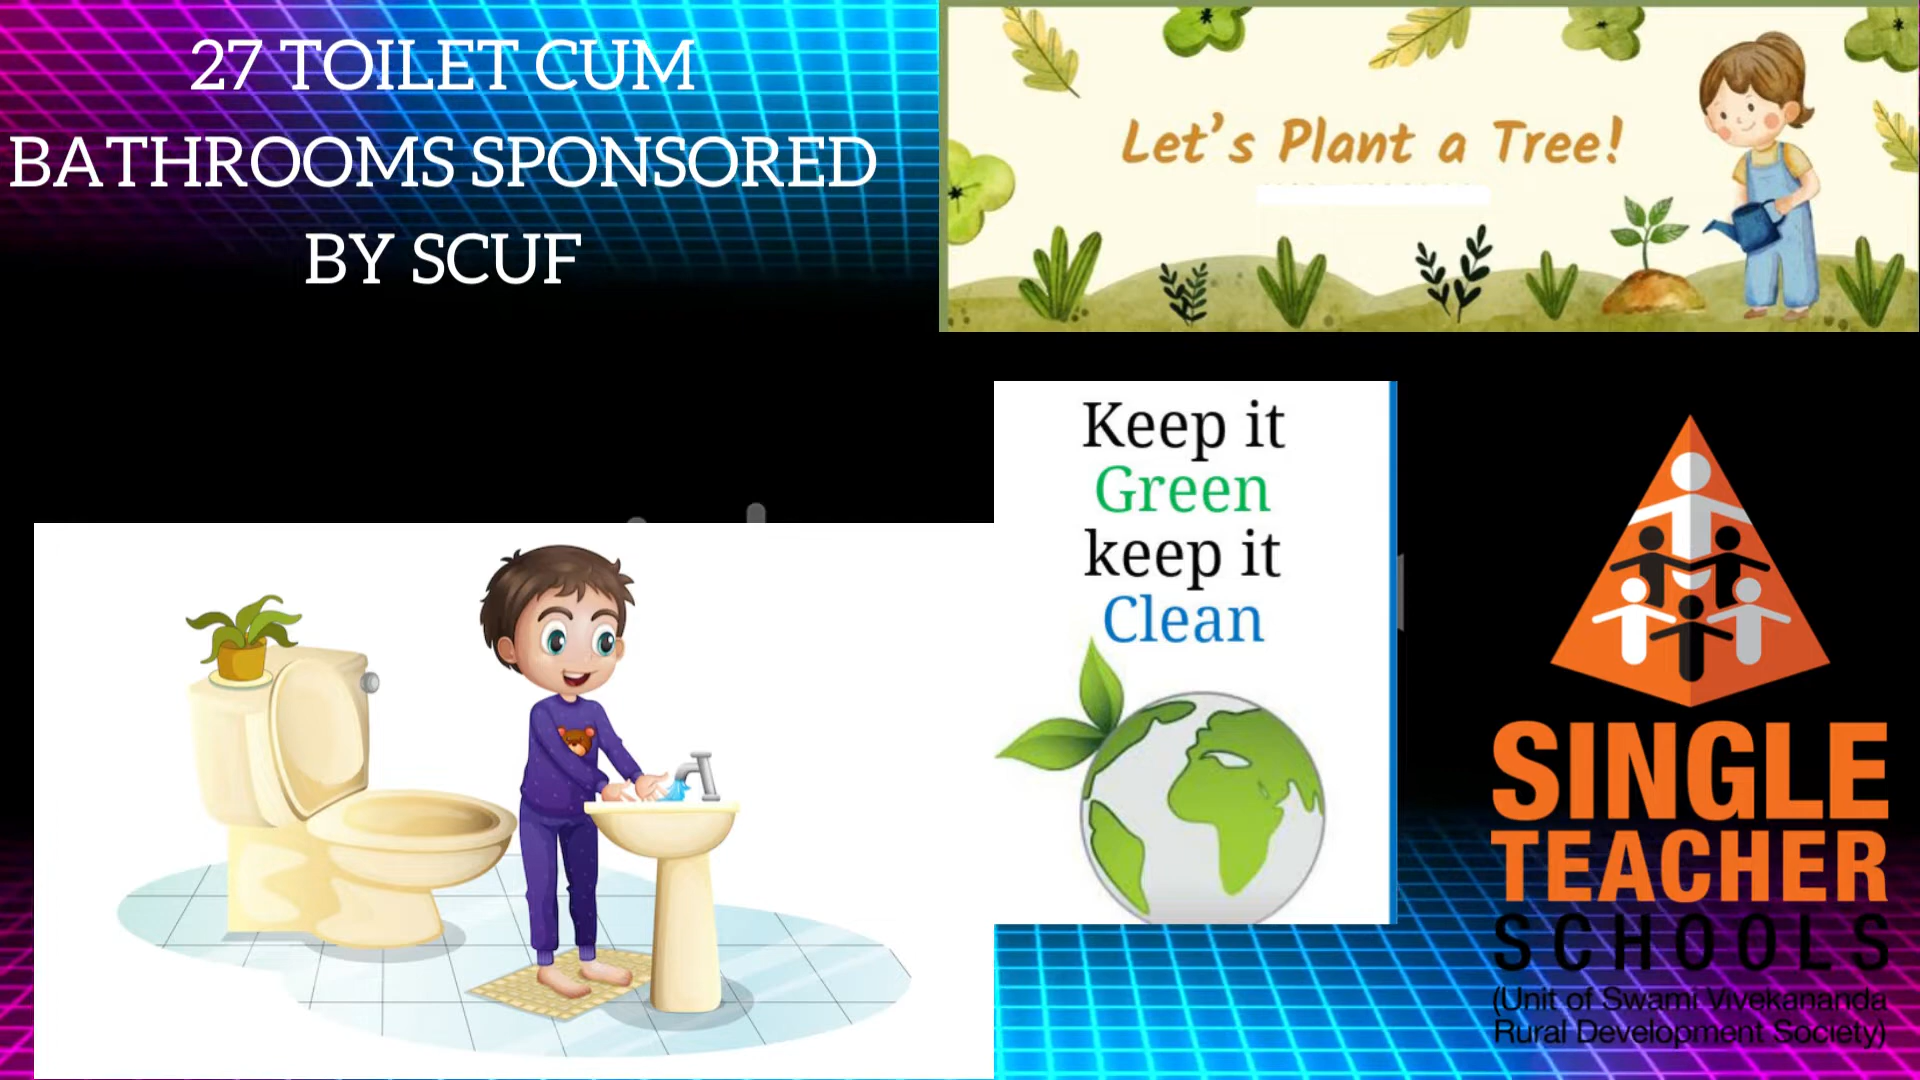 27 TOILET CUM
BATHROOMS SPONSORED
BY SCUF
Let's Plant a Tree!
Keep it
Green
keep it
Clean
SINGLE
TEACHER
SCHOOLS
(Unit of Swami Vivekananda
Rural Development Society)